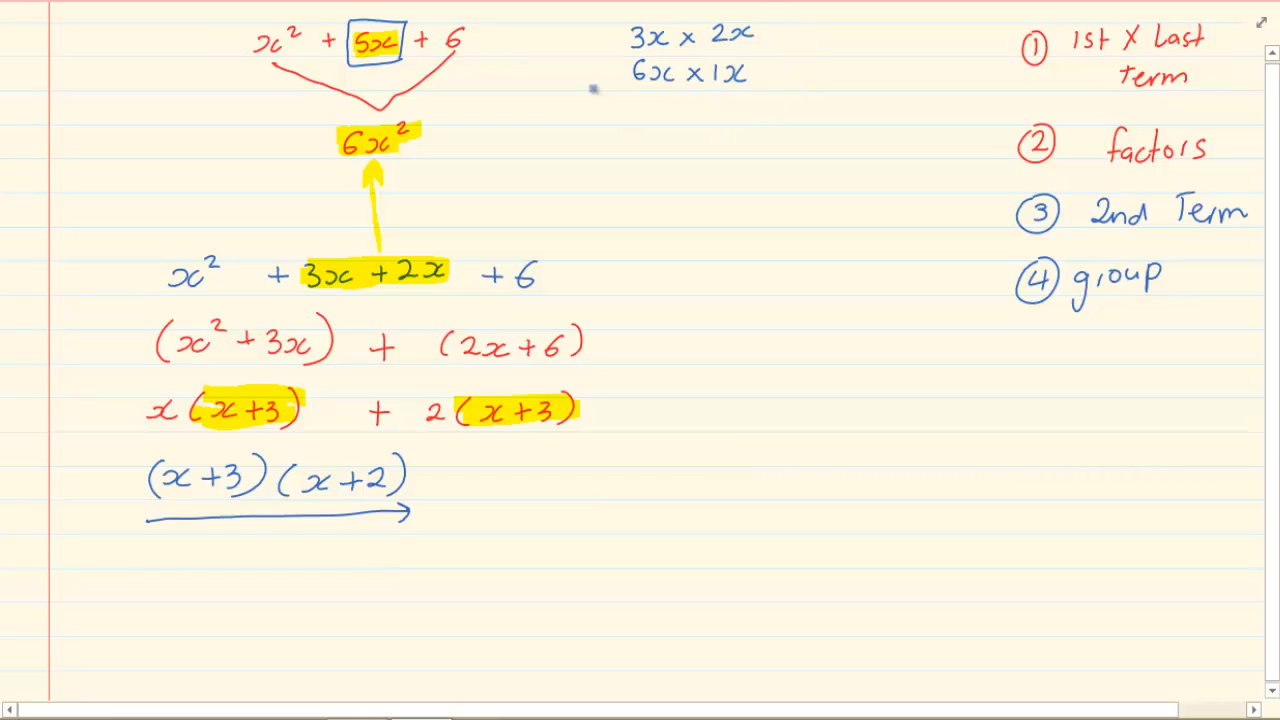 x² + 5x + 6
6x²
x² + 3x + 2x + 6
(x² + 3x) + (2x + 6)
x (x+3) + 2 (x+3)
(x+3) (x+2)
3x × 2x
6x × 1x
① 1st X Last
term
② factors
③ 2nd Term
④ group